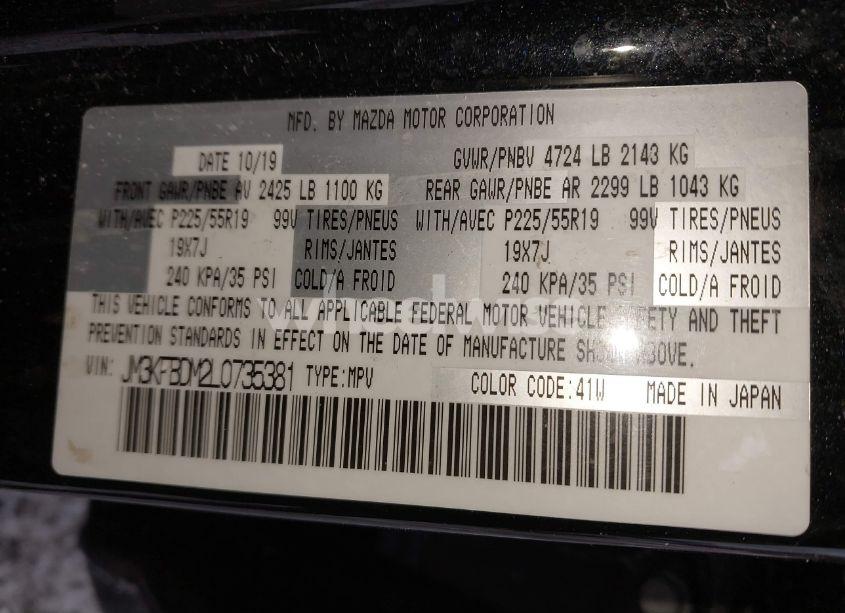 MFD. BY MAZDA MOTOR CORPORATION
DATE 10/19 GVWR/PNBV 4724 LB 2143 KG
FRONT GAWR/PNBE AV 2425 LB 1100 KG REAR GAWR/PNBE AR 2299 LB 1043 KG
WITH/AVEC P225/55R19 99V TIRES/PNEUS WITH/AVEC P225/55R19 99V TIRES/PNEUS
19X7J RIMS/JANTES 19X7J RIMS/JANTES
240 KPA/35 PSI COLD/A FROID 240 KPA/35 PSI COLD/A FROID
THIS VEHICLE CONFORMS TO ALL APPLICABLE FEDERAL MOTOR VEHICLE SAFETY AND THEFT
PREVENTION STANDARDS IN EFFECT ON THE DATE OF MANUFACTURE SHOWN ABOVE.
VIN: JM3KFBDM2L0735381 TYPE:MPV COLOR CODE:41W MADE IN JAPAN